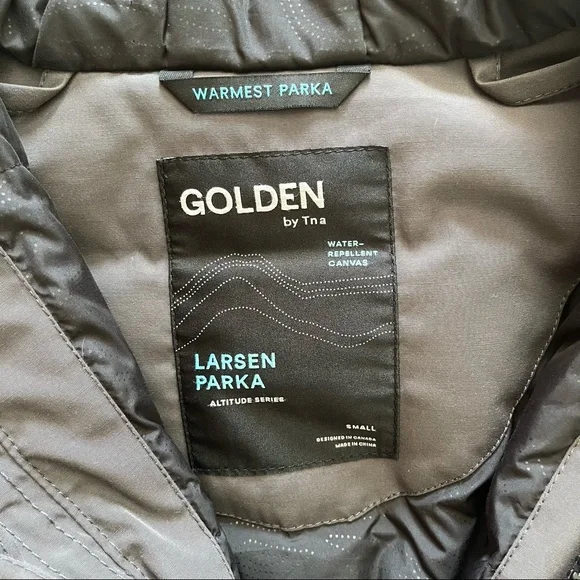 WARMEST PARKA
GOLDEN
by Tna
WATER-
REPELLENT
CANVAS
LARSEN
PARKA
ALTITUDE SERIES
SMALL
DESIGNED IN CANADA
MADE IN CHINA